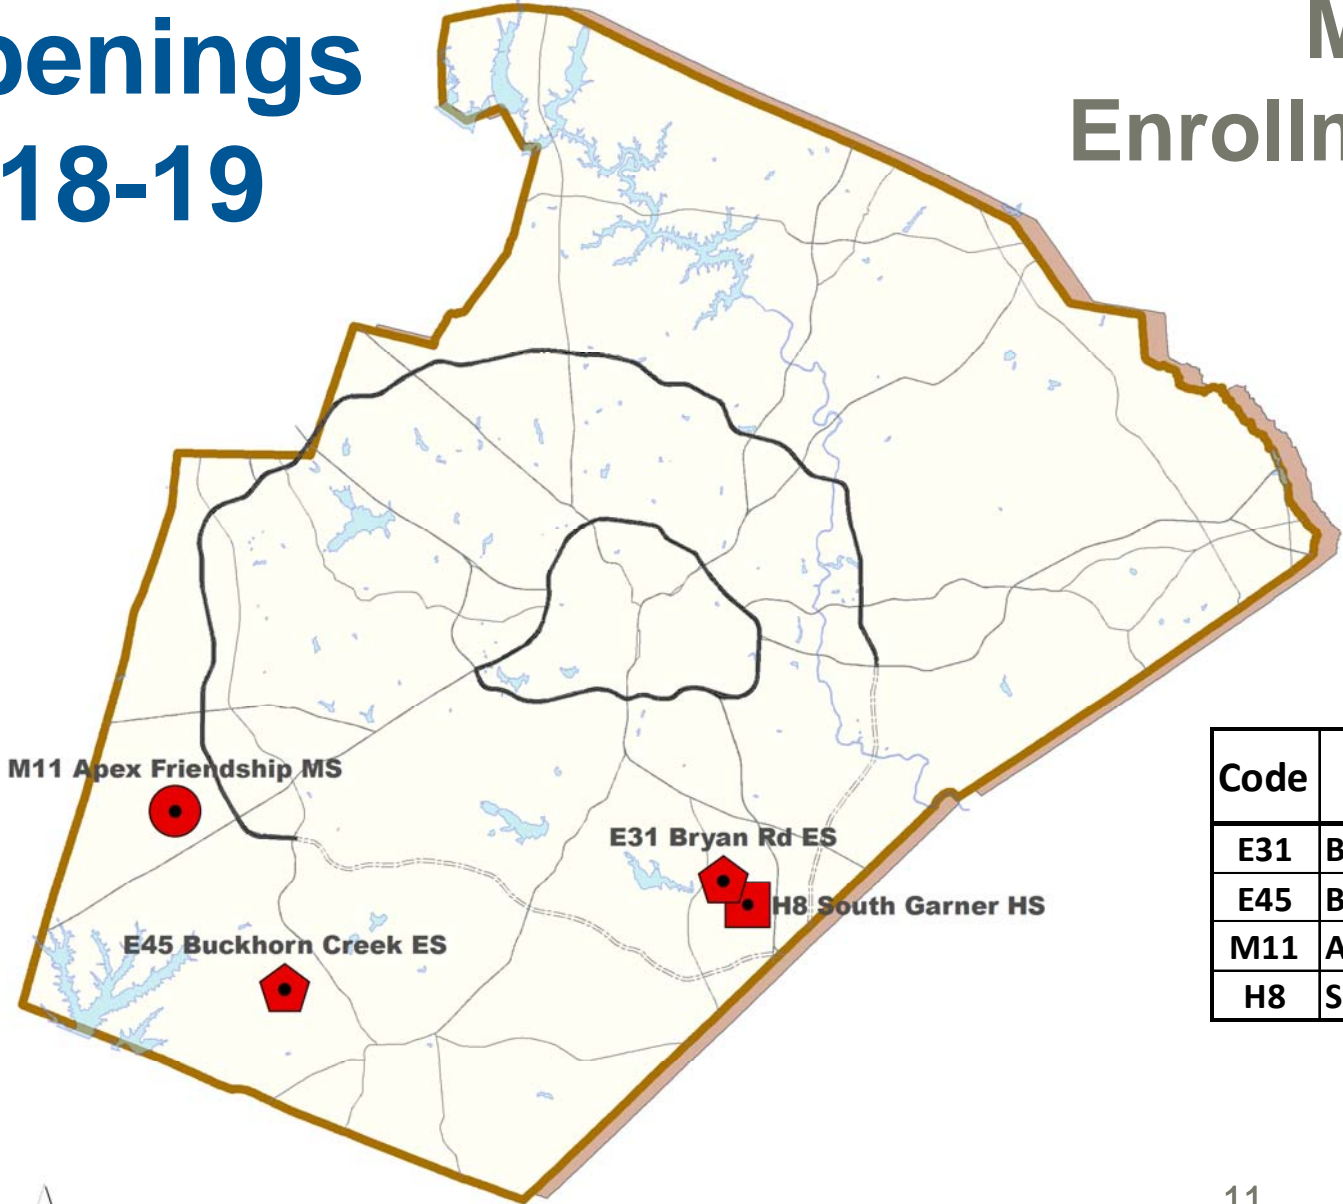 penings
18-19
M
Enrolln
M11 Apex Friendship MS
E31 Bryan Rd ES
H8 South Garner HS
E45 Buckhorn Creek ES
Code
E31 B
E45 B
M11 A
H8 S
11